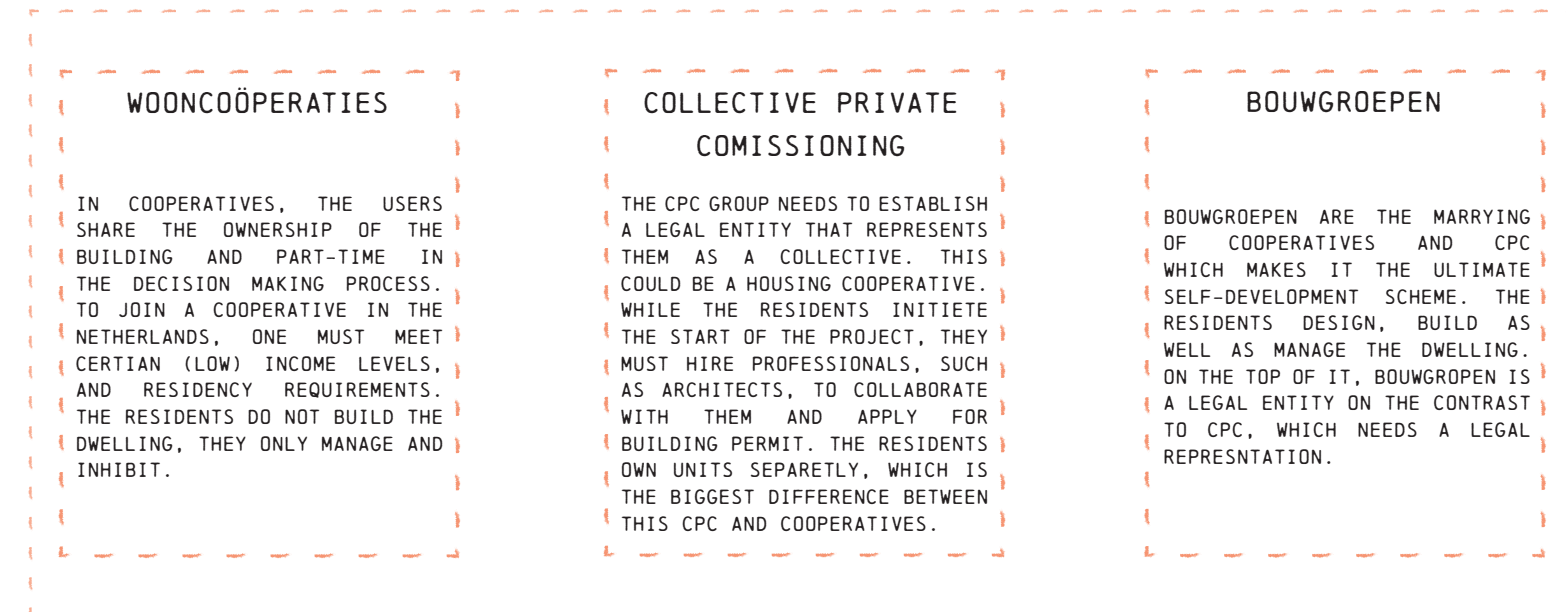 WOONCOÖPERATIES
IN COOPERATIVES, THE USERS
SHARE THE OWNERSHIP OF THE
BUILDING AND PART-TIME IN
THE DECISION MAKING PROCESS.
TO JOIN A COOPERATIVE IN THE
NETHERLANDS, ONE MUST MEET
CERTIAN (LOW) INCOME LEVELS,
AND RESIDENCY REQUIREMENTS.
THE RESIDENTS DO NOT BUILD THE
DWELLING, THEY ONLY MANAGE AND
INHIBIT.
COLLECTIVE PRIVATE
COMISSIONING
THE CPC GROUP NEEDS TO ESTABLISH
A LEGAL ENTITY THAT REPRESENTS
THEM AS A COLLECTIVE. THIS
COULD BE A HOUSING COOPERATIVE.
WHILE THE RESIDENTS INITIETE
THE START OF THE PROJECT, THEY
MUST HIRE PROFESSIONALS, SUCH
AS ARCHITECTS, TO COLLABORATE
WITH THEM AND APPLY FOR
BUILDING PERMIT. THE RESIDENTS
OWN UNITS SEPARETLY, WHICH IS
THE BIGGEST DIFFERENCE BETWEEN
THIS CPC AND COOPERATIVES.
BOUWGROEPEN
BOUWGROEPEN ARE THE MARRYING
OF COOPERATIVES AND CPC
WHICH MAKES IT THE ULTIMATE
SELF-DEVELOPMENT SCHEME. THE
RESIDENTS DESIGN, BUILD AS
WELL AS MANAGE THE DWELLING.
ON THE TOP OF IT, BOUWGROPEN IS
A LEGAL ENTITY ON THE CONTRAST
TO CPC, WHICH NEEDS A LEGAL
REPRESNTATION.